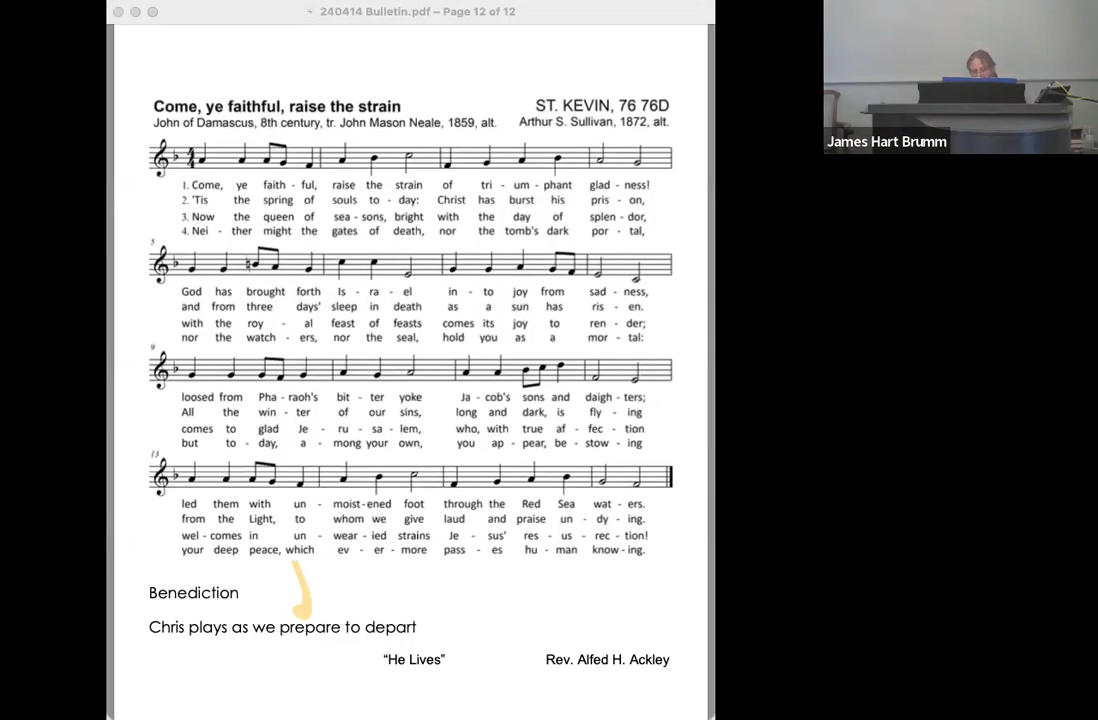 240414 Bulletin.pdf – Page 12 of 12
Come, ye faithful, raise the strain ST. KEVIN, 76 76D
John of Damascus, 8th century, tr. John Mason Neale, 1859, alt. Arthur S. Sullivan, 1872, alt.
1. Come, ye faith - ful, raise the strain of tri - um - phant glad - ness!
2. 'Tis the spring of souls to - day: Christ has burst his pris - on,
3. Now the queen of sea - sons, bright with the day of splen - dor,
4. Nei - ther might the gates of death, nor the tomb's dark por - tal,
5
God has brought forth Is - ra - el in - to joy from sad - ness,
and from three days' sleep in death as a sun has ris - en.
with the roy - al feast of feasts comes its joy to ren - der;
nor the watch - ers, nor the seal, hold you as a mor - tal:
9
loosed from Pha - raoh's bit - ter yoke Ja - cob's sons and daigh - ters;
All the win - ter of our sins, long and dark, is fly - ing
comes to glad Je - ru - sa - lem, who, with true af - fec - tion
but to - day, a - mong your own, you ap - pear, be - stow - ing
13
led them with un - moist-ened foot through the Red Sea wat - ers.
from the Light, to whom we give laud and praise un - dy - ing.
wel - comes in un - wear - ied strains Je - sus' res - us - rec - tion!
your deep peace, which ev - er - more pass - es hu - man know - ing.
Benediction
Chris plays as we prepare to depart
"He Lives" Rev. Alfed H. Ackley
James Hart Brumm